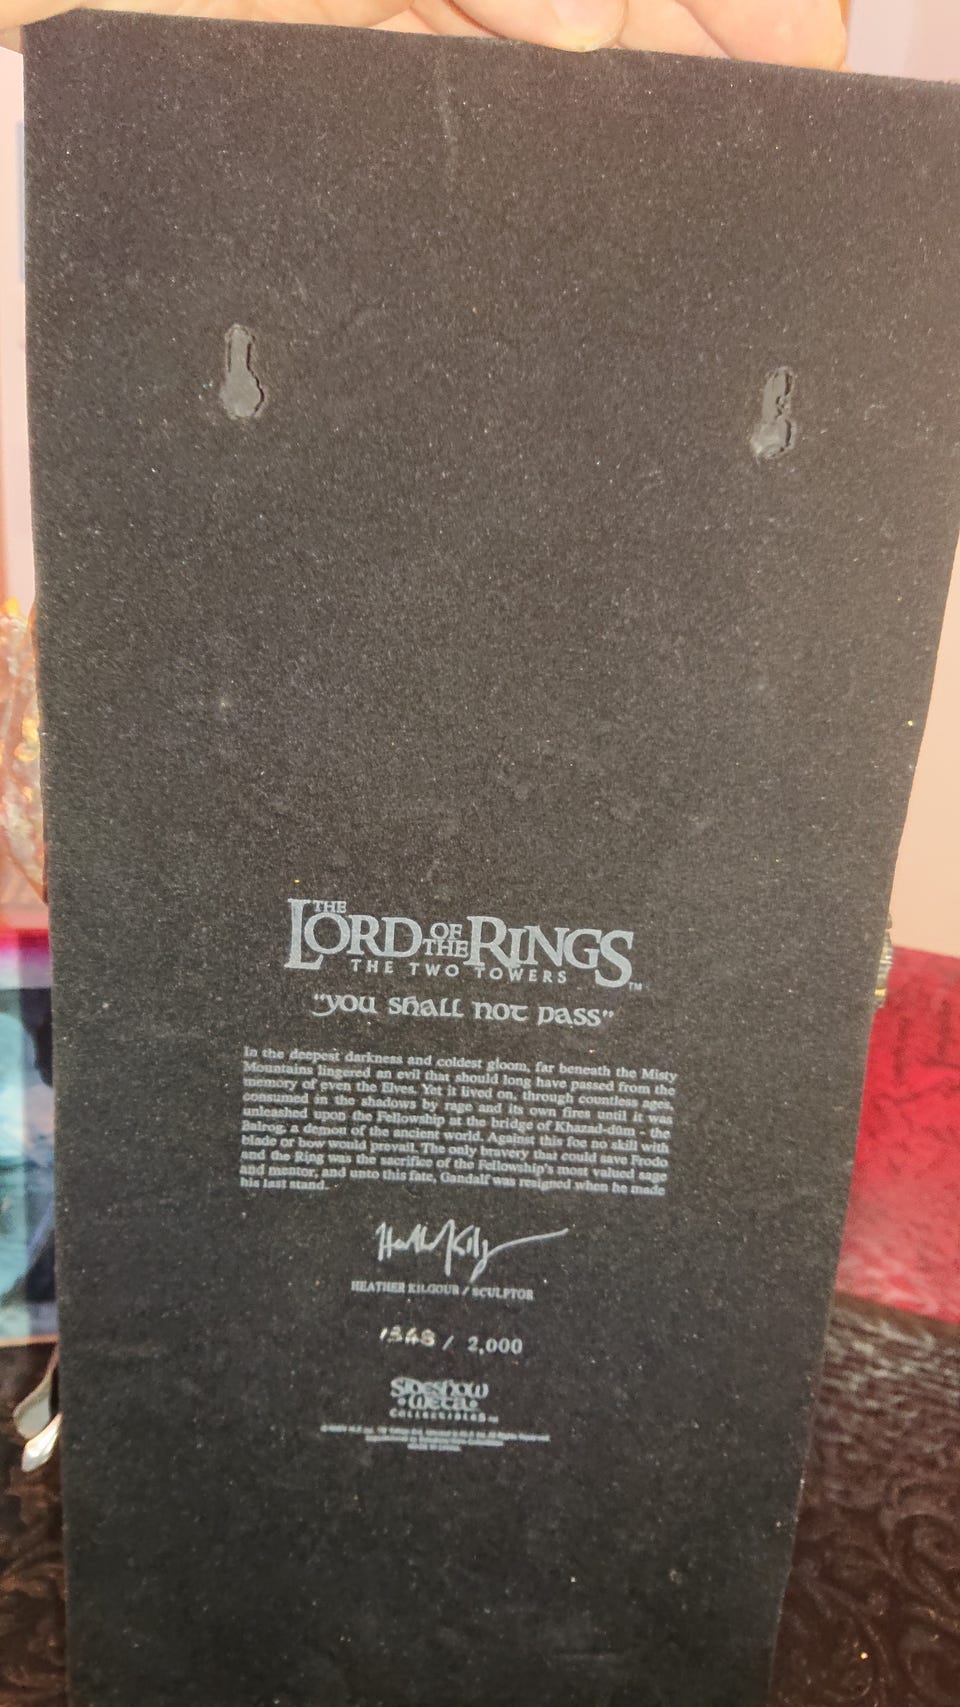 THE LORD OF THE RINGS
THE TWO TOWERS ™
"you shall not pass"
In the deepest darkness and coldest gloom, far beneath the Misty
Mountains lingered an evil that should long have passed from the
memory of even the Elves. Yet it lived on, through countless ages,
consumed in the shadows by rage and its own fires until it was
unleashed upon the Fellowship at the bridge of Khazad-dûm - the
Balrog, a demon of the ancient world. Against this foe no skill with
blade or bow would prevail. The only bravery that could save Frodo
and the Ring was the sacrifice of the Fellowship's most valued sage
and mentor, and unto this fate, Gandalf was resigned when he made
his last stand.
HEATHER KILGOUR / SCULPTOR
/ 2,000
SIDESHOW
WETA
COLLECTIBLES